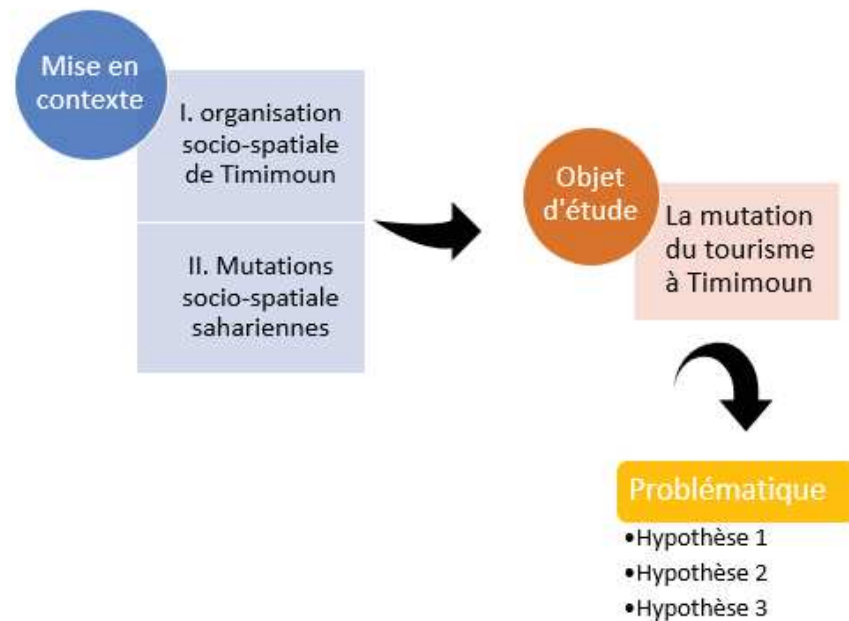 Mise en
contexte
I. organisation
socio-spatiale
de Timimoun
II. Mutations
socio-spatiale
sahariennes
Objet
d'étude
La mutation
du tourisme
à Timimoun
Problématique
•Hypothèse 1
•Hypothèse 2
•Hypothèse 3